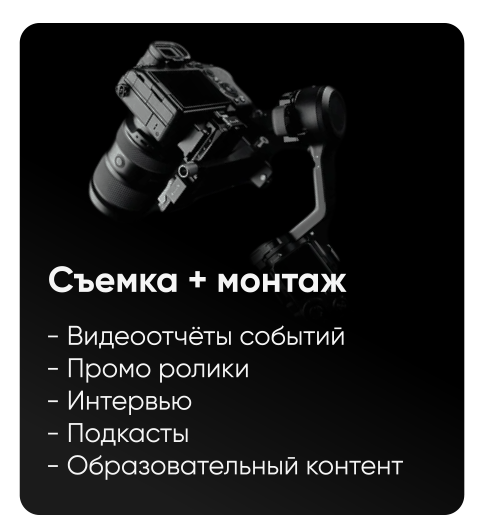 Съемка + монтаж
- Видеоотчёты событий
- Промо ролики
- Интервью
- Подкасты
- Образовательный контент